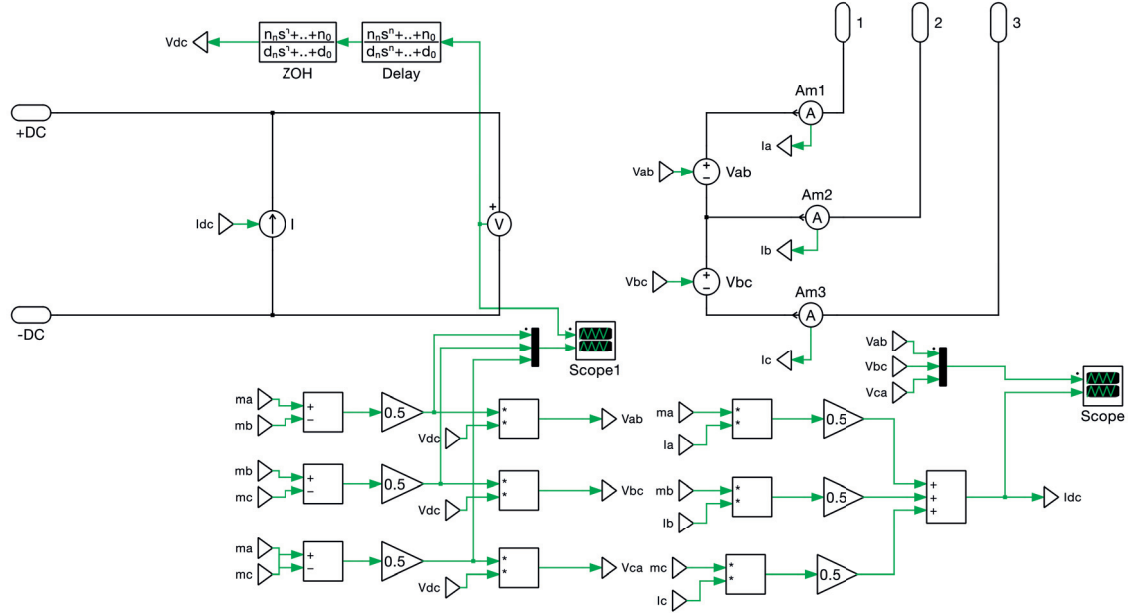 1 2 3
Vdc
nₙsⁿ+..+n₀
dₙsⁿ+..+d₀
ZOH
nₙsⁿ+..+n₀
dₙsⁿ+..+d₀
Delay
+DC
-DC
Idc
I
+
V
Am1
A
Ia
Vab
+
−
Vab
Am2
A
Ib
Vbc
+
−
Vbc
Am3
A
Ic
Scope1
Vab
Vbc
Vca
Scope
ma
mb
+
−
0.5
Vdc
*
*
Vab
mb
mc
+
−
0.5
Vdc
*
*
Vbc
ma
mc
+
−
0.5
Vdc
*
*
Vca
ma
Ia
*
*
0.5
mb
Ib
*
*
0.5
mc
Ic
*
*
0.5
+
+
+
Idc